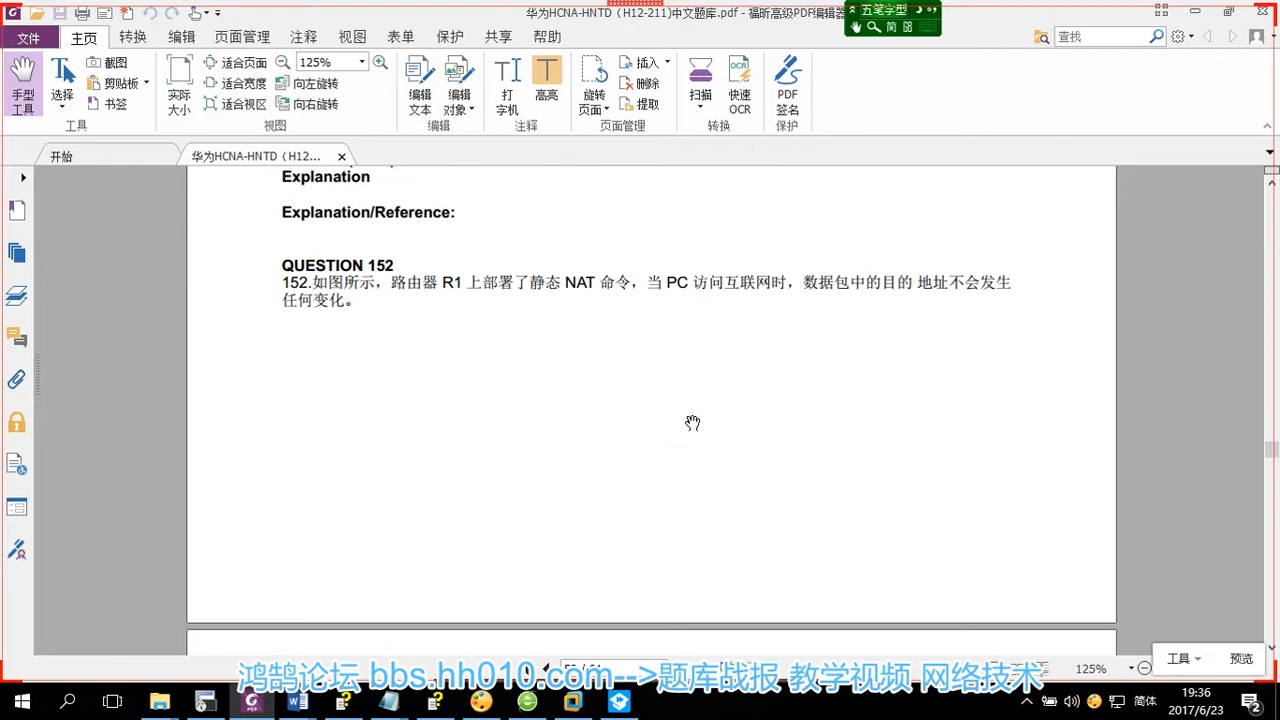 华为HCNA-HNTD（H12-211)中文题库.pdf - 福昕高级PDF编辑器
五笔字型
简
文件 主页 转换 编辑 页面管理 注释 视图 表单 保护 共享 帮助
查找
手型工具
选择
截图
剪贴板
书签
工具
实际大小
适合页面
适合宽度
适合视区
125%
向左旋转
向右旋转
视图
编辑文本
编辑对象
编辑
打字机
高亮
注释
旋转页面
插入
删除
提取
页面管理
扫描
快速OCR
转换
PDF签名
保护
开始
华为HCNA-HNTD（H12...
Explanation
Explanation/Reference:
QUESTION 152
152.如图所示，路由器 R1 上部署了静态 NAT 命令，当 PC 访问互联网时，数据包中的目的 地址不会发生
任何变化。
工具 预览
125%
鸿鹄论坛 bbs.hh010.com-->题库战报 教学视频 网络技术
简体
19:36
2017/6/23
2